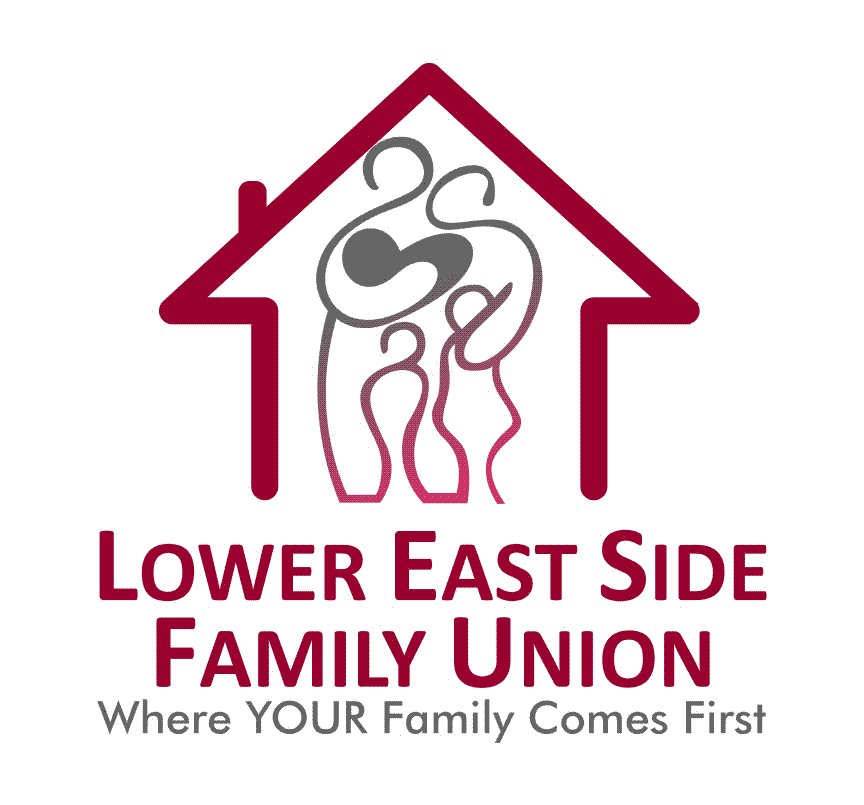 LOWER EAST SIDE
FAMILY UNION
Where YOUR Family Comes First